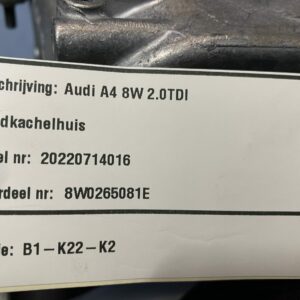 chrijving: Audi A4 8W 2.0TDI
dkachelhuis
el nr: 20220714016
rdeel nr: 8W0265081E
e: B1-K22-K2